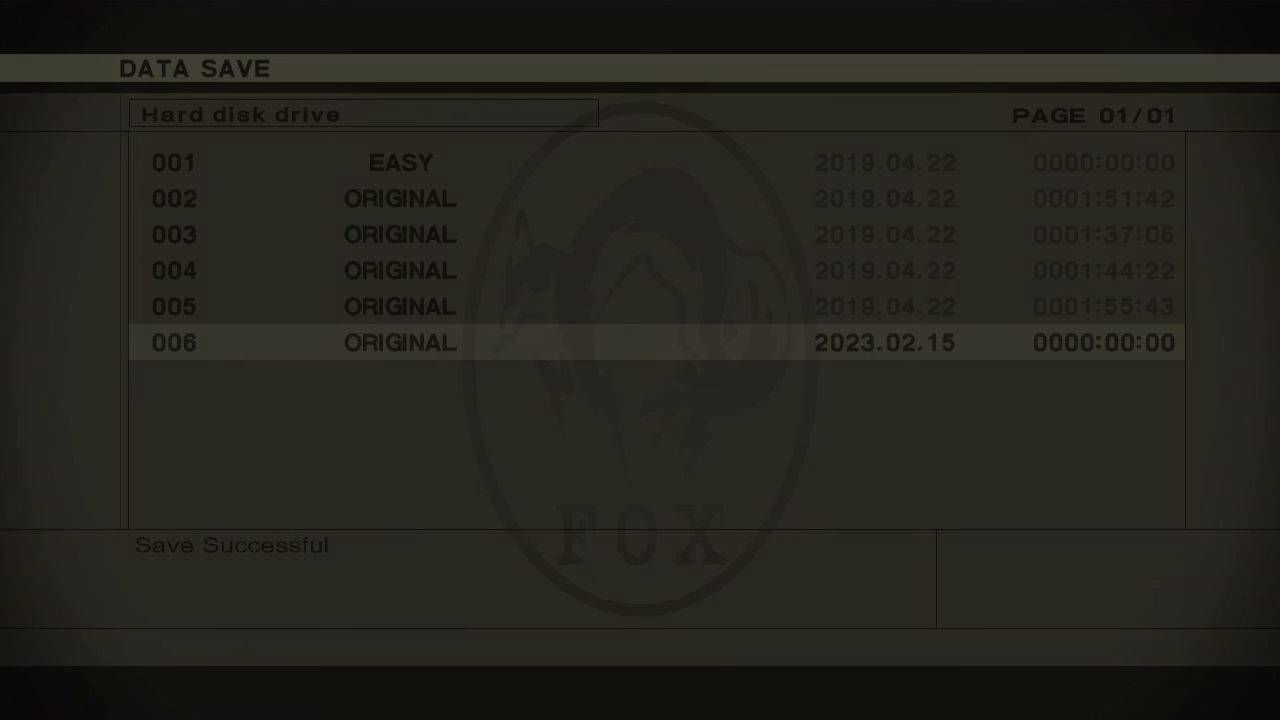 DATA SAVE
Hard disk drive PAGE 01/01
001 EASY 2019.04.22 0000:00:00
002 ORIGINAL 2019.04.22 0001:51:42
003 ORIGINAL 2019.04.22 0001:37:06
004 ORIGINAL 2019.04.22 0001:44:22
005 ORIGINAL 2019.04.22 0001:55:43
006 ORIGINAL 2023.02.15 0000:00:00
FOX
Save Successful